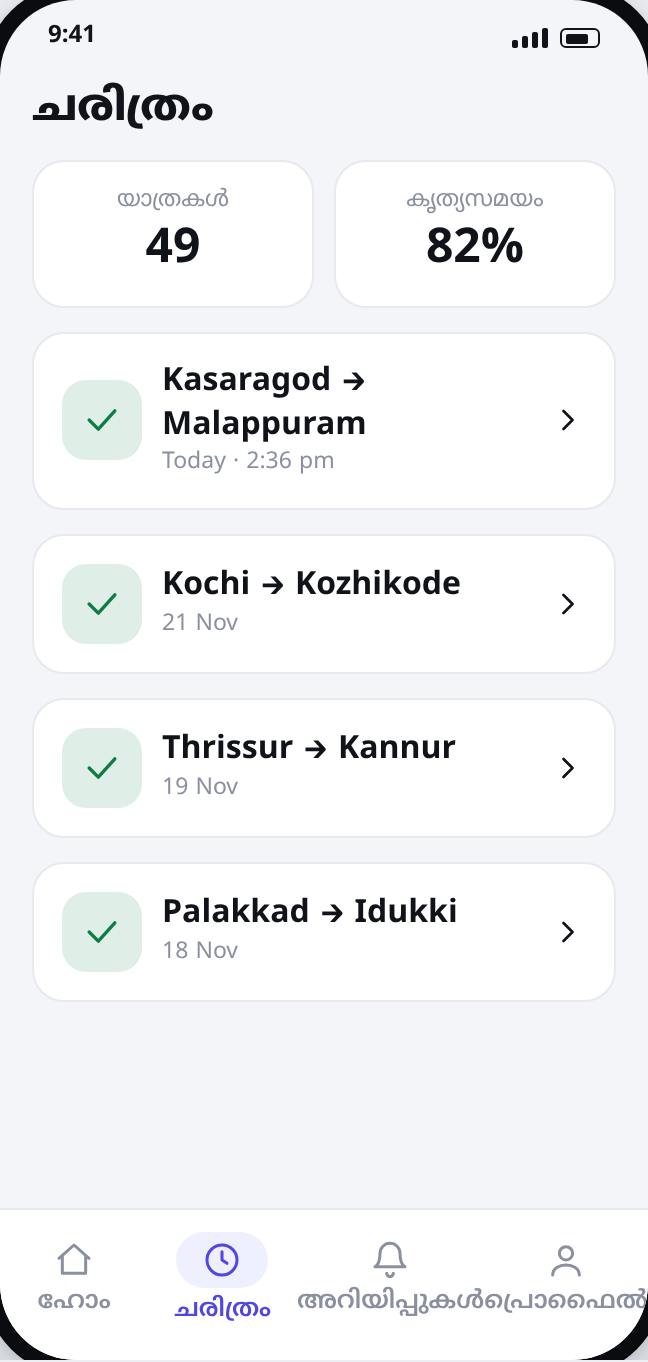 9:41
ചരിത്രം
യാത്രകൾ
കൃത്യസമയം
49
82%
Kasaragod →
Malappuram
Today · 2:36 pm
Kochi → Kozhikode
21 Nov
Thrissur → Kannur
19 Nov
Palakkad → Idukki
18 Nov
ഹോം
ചരിത്രം
അറിയിപ്പുകൾ
പ്രൊഫൈൽ